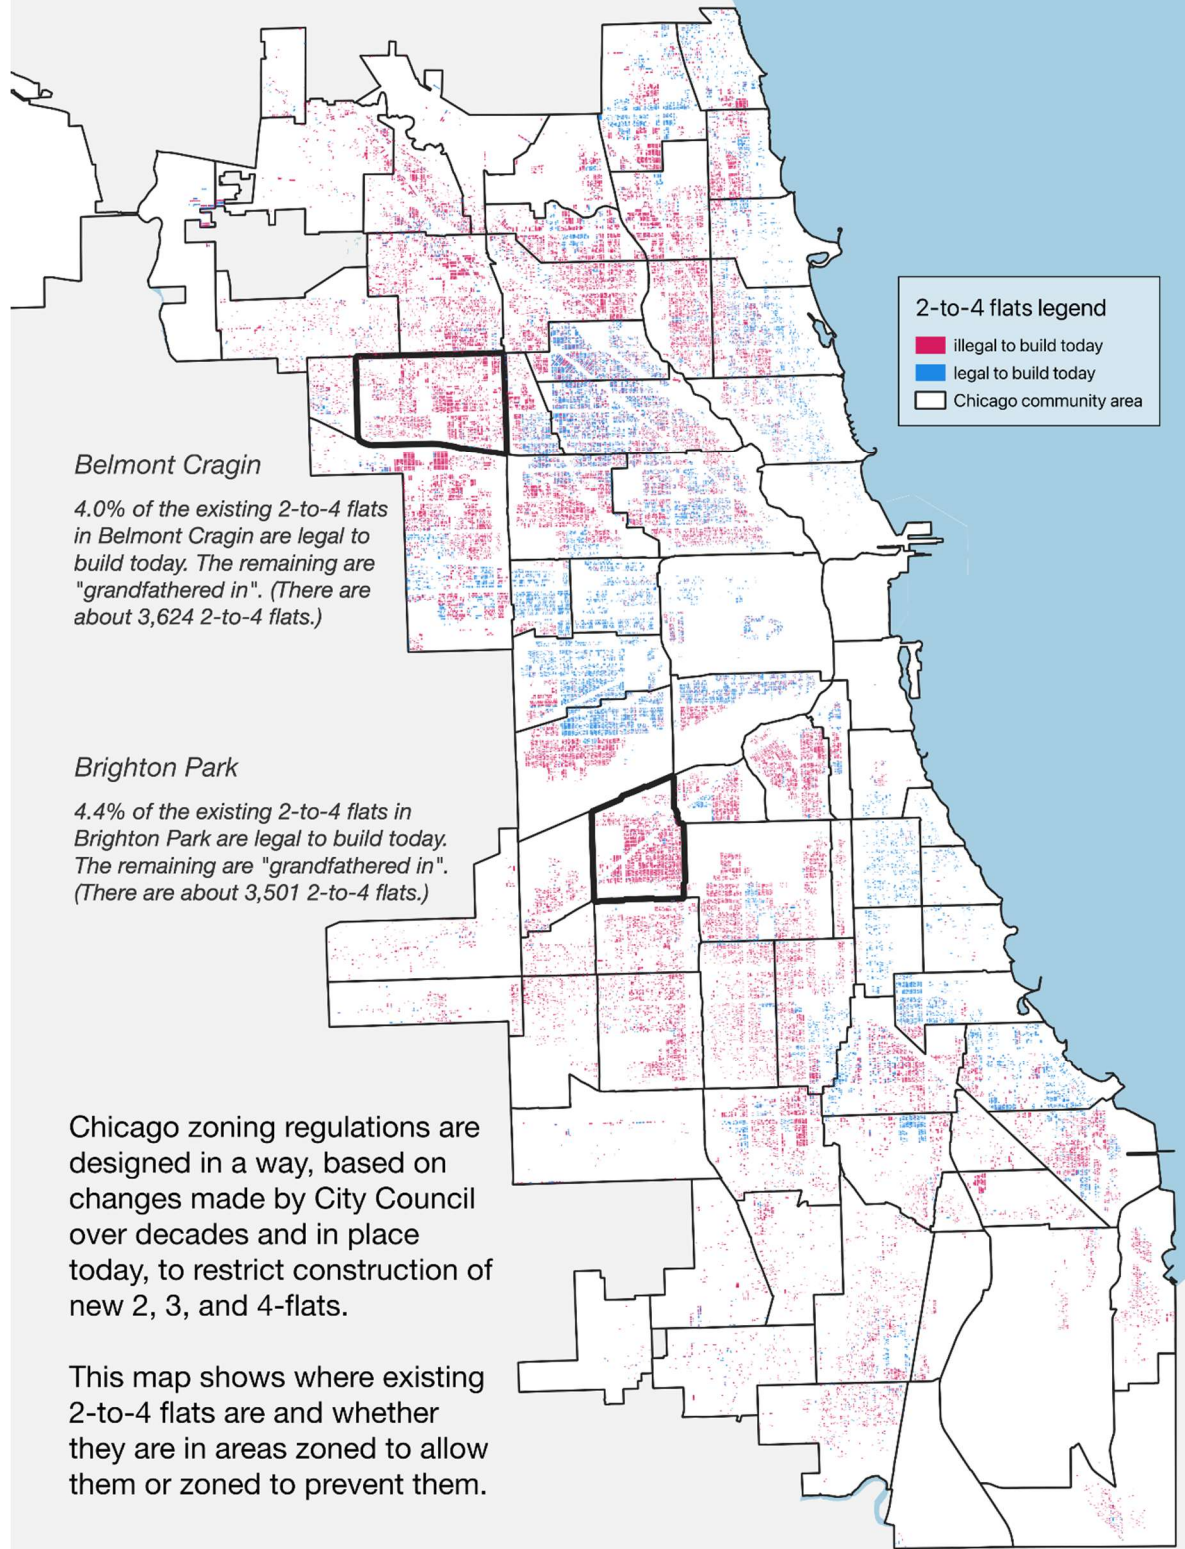 2-to-4 flats legend
illegal to build today
legal to build today
Chicago community area
Belmont Cragin
4.0% of the existing 2-to-4 flats
in Belmont Cragin are legal to
build today. The remaining are
"grandfathered in". (There are
about 3,624 2-to-4 flats.)
Brighton Park
4.4% of the existing 2-to-4 flats in
Brighton Park are legal to build today.
The remaining are "grandfathered in".
(There are about 3,501 2-to-4 flats.)
Chicago zoning regulations are
designed in a way, based on
changes made by City Council
over decades and in place
today, to restrict construction of
new 2, 3, and 4-flats.
This map shows where existing
2-to-4 flats are and whether
they are in areas zoned to allow
them or zoned to prevent them.